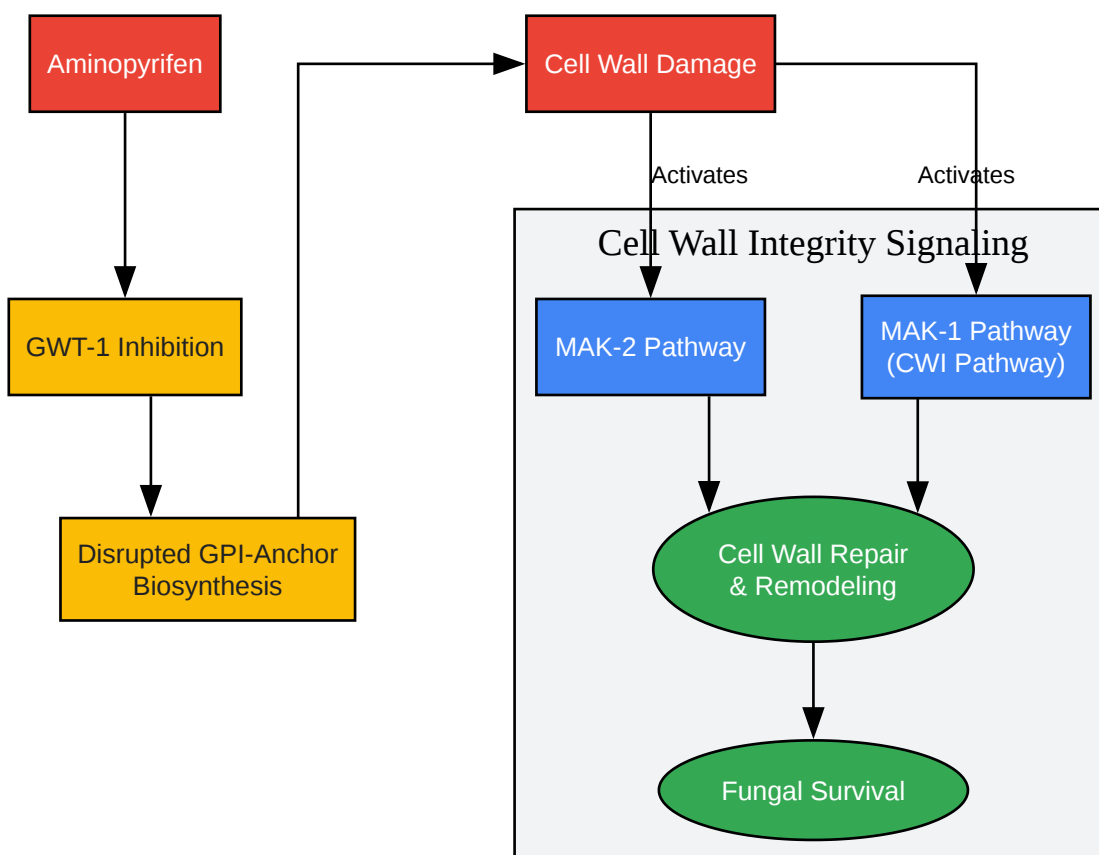 Aminopyrifen
Cell Wall Damage
Activates
Activates
Cell Wall Integrity Signaling
GWT-1 Inhibition
MAK-2 Pathway
MAK-1 Pathway
(CWI Pathway)
Disrupted GPI-Anchor
Biosynthesis
Cell Wall Repair
& Remodeling
Fungal Survival